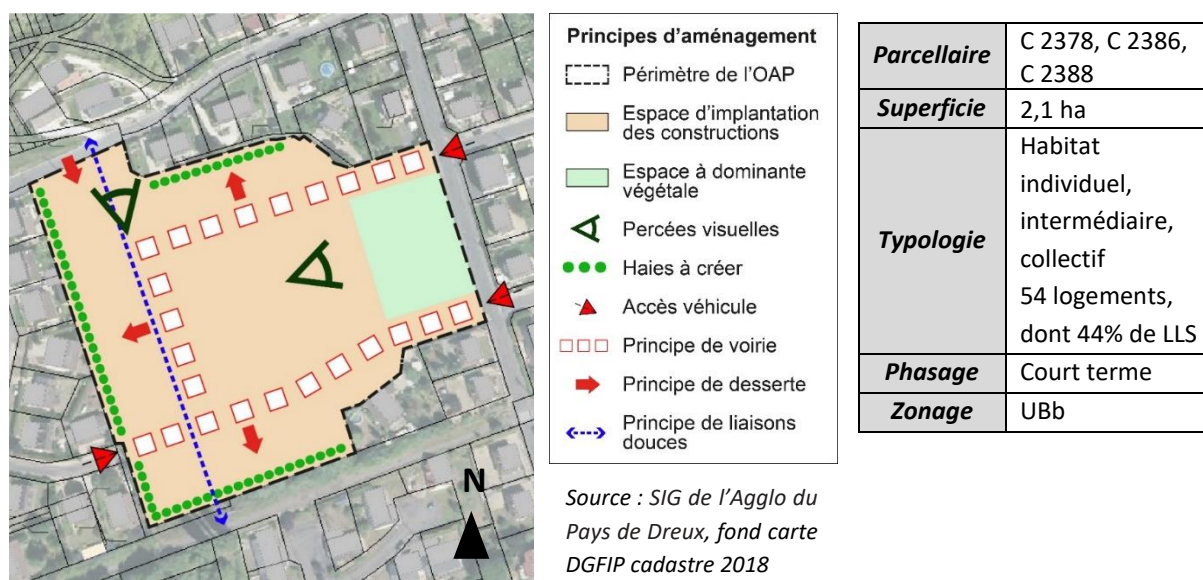 N
Principes d'aménagement
Périmètre de l'OAP
Espace d'implantation
des constructions
Espace à dominante
végétale
Percées visuelles
Haies à créer
Accès véhicule
Principe de voirie
Principe de desserte
Principe de liaisons
douces
Source : SIG de l'Agglo du
Pays de Dreux, fond carte
DGFIP cadastre 2018
Parcellaire
C 2378, C 2386,
C 2388
Superficie
2,1 ha
Typologie
Habitat
individuel,
intermédiaire,
collectif
54 logements,
dont 44% de LLS
Phasage
Court terme
Zonage
UBb